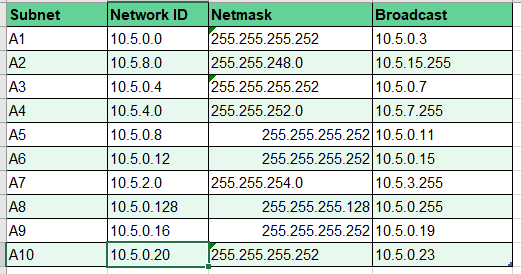 Subnet Network ID Netmask Broadcast
A1 10.5.0.0 255.255.255.252 10.5.0.3
A2 10.5.8.0 255.255.248.0 10.5.15.255
A3 10.5.0.4 255.255.255.252 10.5.0.7
A4 10.5.4.0 255.255.252.0 10.5.7.255
A5 10.5.0.8 255.255.255.252 10.5.0.11
A6 10.5.0.12 255.255.255.252 10.5.0.15
A7 10.5.2.0 255.255.254.0 10.5.3.255
A8 10.5.0.128 255.255.255.128 10.5.0.255
A9 10.5.0.16 255.255.255.252 10.5.0.19
A10 10.5.0.20 255.255.255.252 10.5.0.23